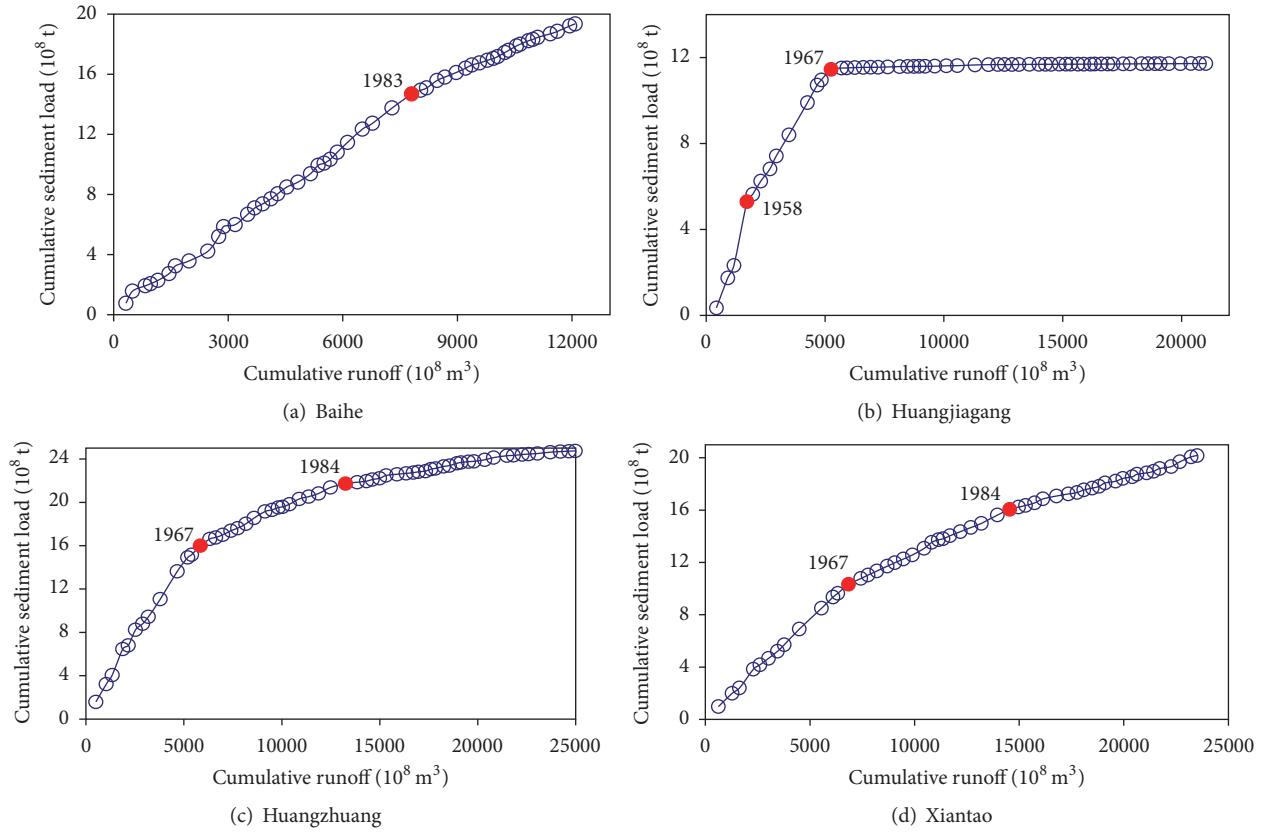 20
16
12
8
4
0
Cumulative sediment load (10⁸ t)
1983
0 3000 6000 9000 12000
Cumulative runoff (10⁸ m³)
(a) Baihe
12
8
4
0
Cumulative sediment load (10⁸ t)
1967
1958
0 5000 10000 15000 20000
Cumulative runoff (10⁸ m³)
(b) Huangjiagang
24
20
16
12
8
4
0
Cumulative sediment load (10⁸ t)
1984
1967
0 5000 10000 15000 20000 25000
Cumulative runoff (10⁸ m³)
(c) Huangzhuang
20
16
12
8
4
0
Cumulative sediment load (10⁸ t)
1984
1967
0 5000 10000 15000 20000 25000
Cumulative runoff (10⁸ m³)
(d) Xiantao